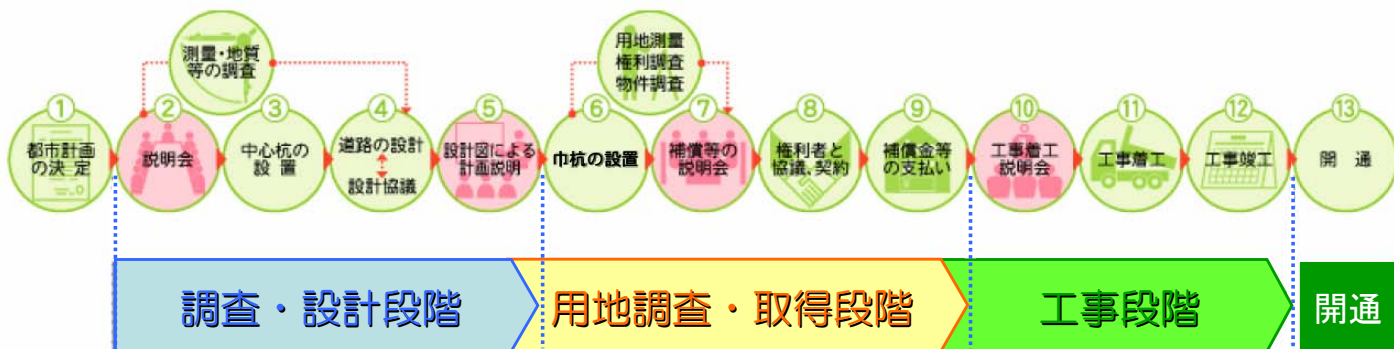 測量・地質
等の調査
用地測量
権利調査
物件調査
①
都市計画
の決定
②
説明会
③
中心杭の
設置
④
道路の設計
設計協議
⑤
設計図による
計画説明
⑥
巾杭の設置
⑦
補償等の
説明会
⑧
権利者と
協議、契約
⑨
補償金等
の支払い
⑩
工事着工
説明会
⑪
工事着工
⑫
工事竣工
⑬
開通
調査・設計段階
用地調査・取得段階
工事段階
開通